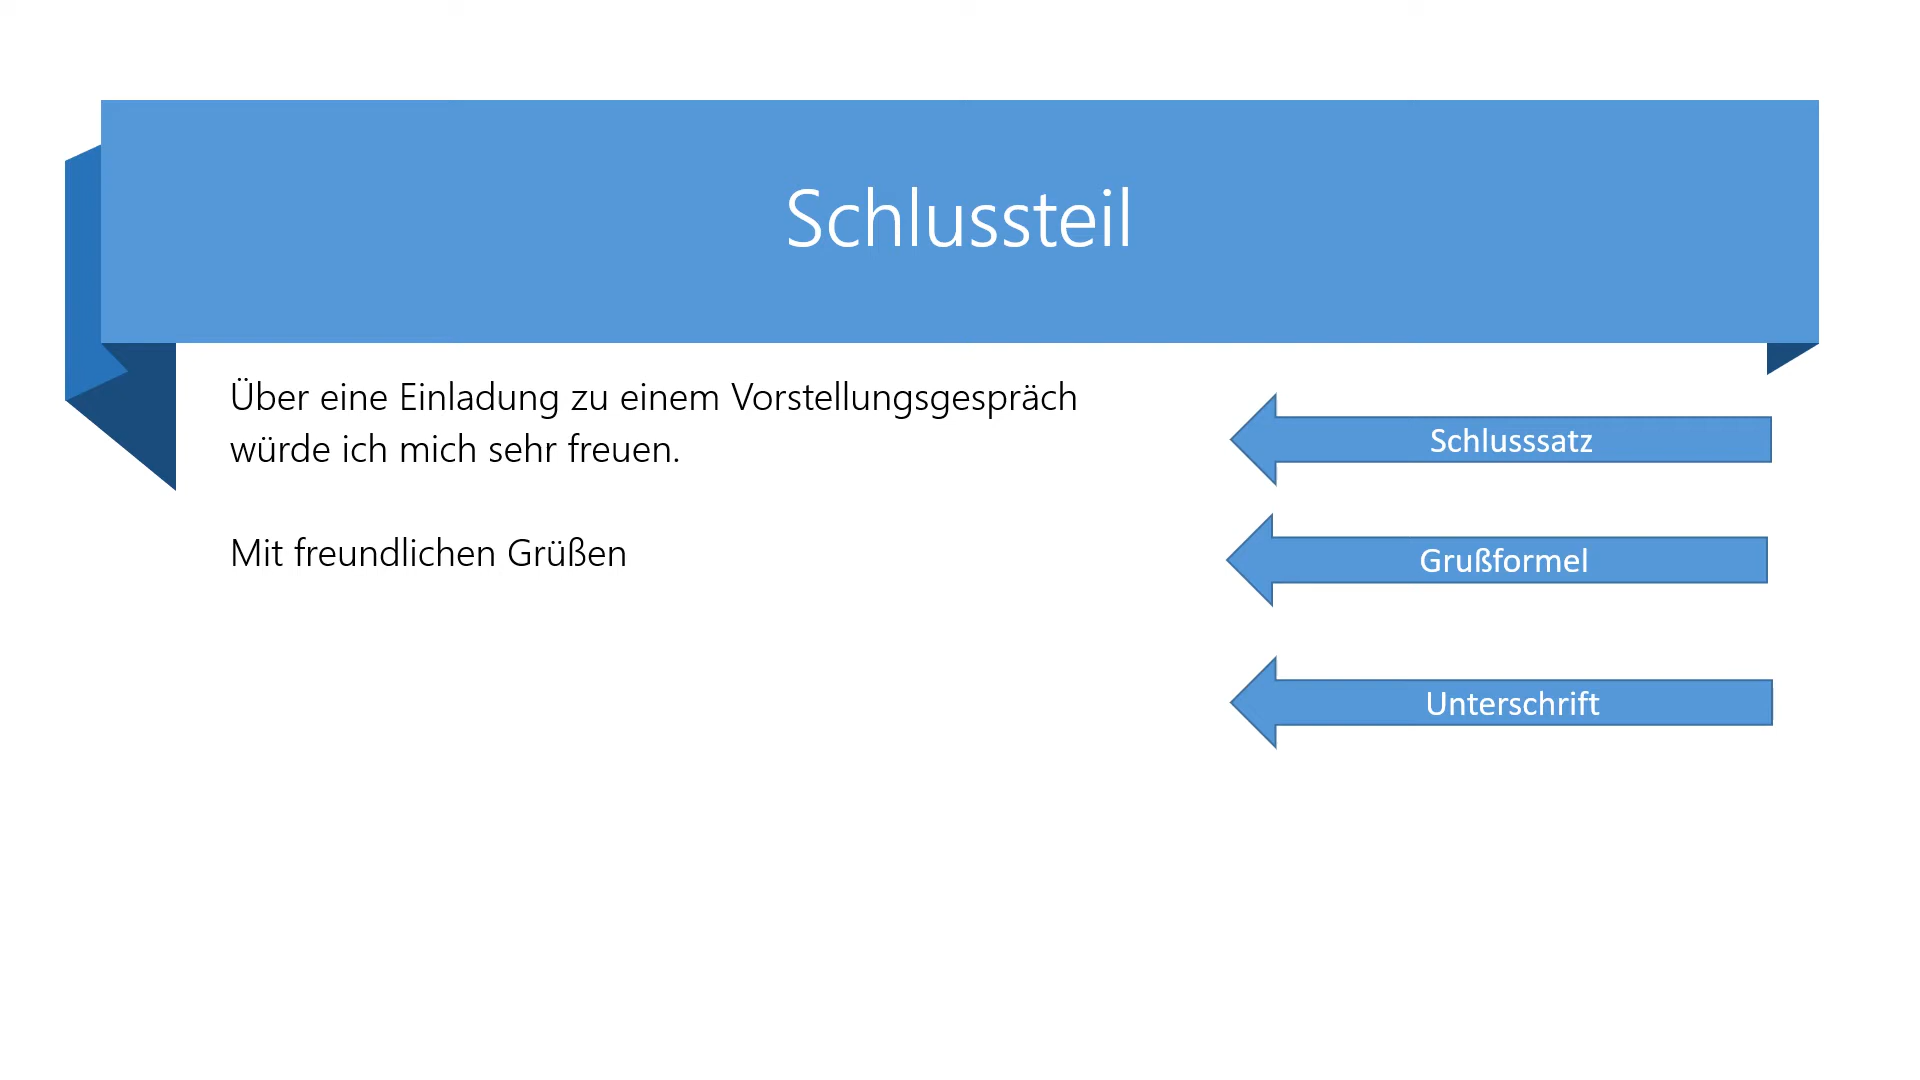 Schlussteil
Über eine Einladung zu einem Vorstellungsgespräch
würde ich mich sehr freuen.
Schlusssatz
Mit freundlichen Grüßen
Grußformel
Unterschrift